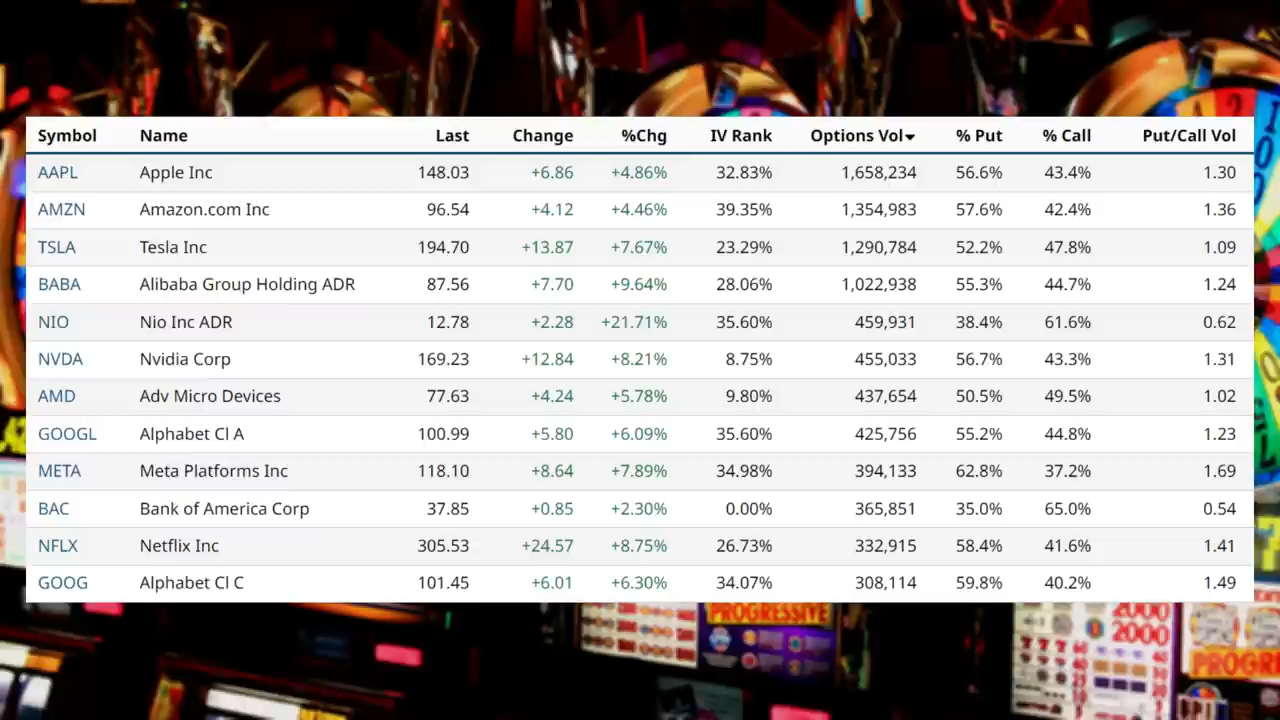 Symbol Name Last Change %Chg IV Rank Options Vol % Put % Call Put/Call Vol
AAPL Apple Inc 148.03 +6.86 +4.86% 32.83% 1,658,234 56.6% 43.4% 1.30
AMZN Amazon.com Inc 96.54 +4.12 +4.46% 39.35% 1,354,983 57.6% 42.4% 1.36
TSLA Tesla Inc 194.70 +13.87 +7.67% 23.29% 1,290,784 52.2% 47.8% 1.09
BABA Alibaba Group Holding ADR 87.56 +7.70 +9.64% 28.06% 1,022,938 55.3% 44.7% 1.24
NIO Nio Inc ADR 12.78 +2.28 +21.71% 35.60% 459,931 38.4% 61.6% 0.62
NVDA Nvidia Corp 169.23 +12.84 +8.21% 8.75% 455,033 56.7% 43.3% 1.31
AMD Adv Micro Devices 77.63 +4.24 +5.78% 9.80% 437,654 50.5% 49.5% 1.02
GOOGL Alphabet Cl A 100.99 +5.80 +6.09% 35.60% 425,756 55.2% 44.8% 1.23
META Meta Platforms Inc 118.10 +8.64 +7.89% 34.98% 394,133 62.8% 37.2% 1.69
BAC Bank of America Corp 37.85 +0.85 +2.30% 0.00% 365,851 35.0% 65.0% 0.54
NFLX Netflix Inc 305.53 +24.57 +8.75% 26.73% 332,915 58.4% 41.6% 1.41
GOOG Alphabet Cl C 101.45 +6.01 +6.30% 34.07% 308,114 59.8% 40.2% 1.49
PROGRESSIVE
2000
2000
PROGRE